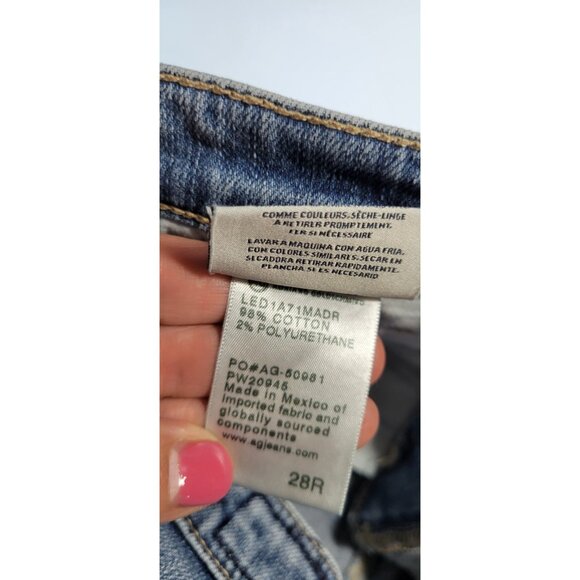 COMME COULEURS. SÈCHE-LINGE
A RETIRER PROMPTEMENT.
FER SI NÉCESSAIRE
LAVAR A MAQUINA CON AGUA FRIA.
CON COLORES SIMILARES. SECAR EN
SECADORA RETIRAR RAPIDAMENTE.
PLANCHA SI ES NECESARIO
LED1A71MADR
98% COTTON
2% POLYURETHANE
PO#AG-50981
PW20945
Made in Mexico of
imported fabric and
globally sourced
components
www.agjeans.com
28R